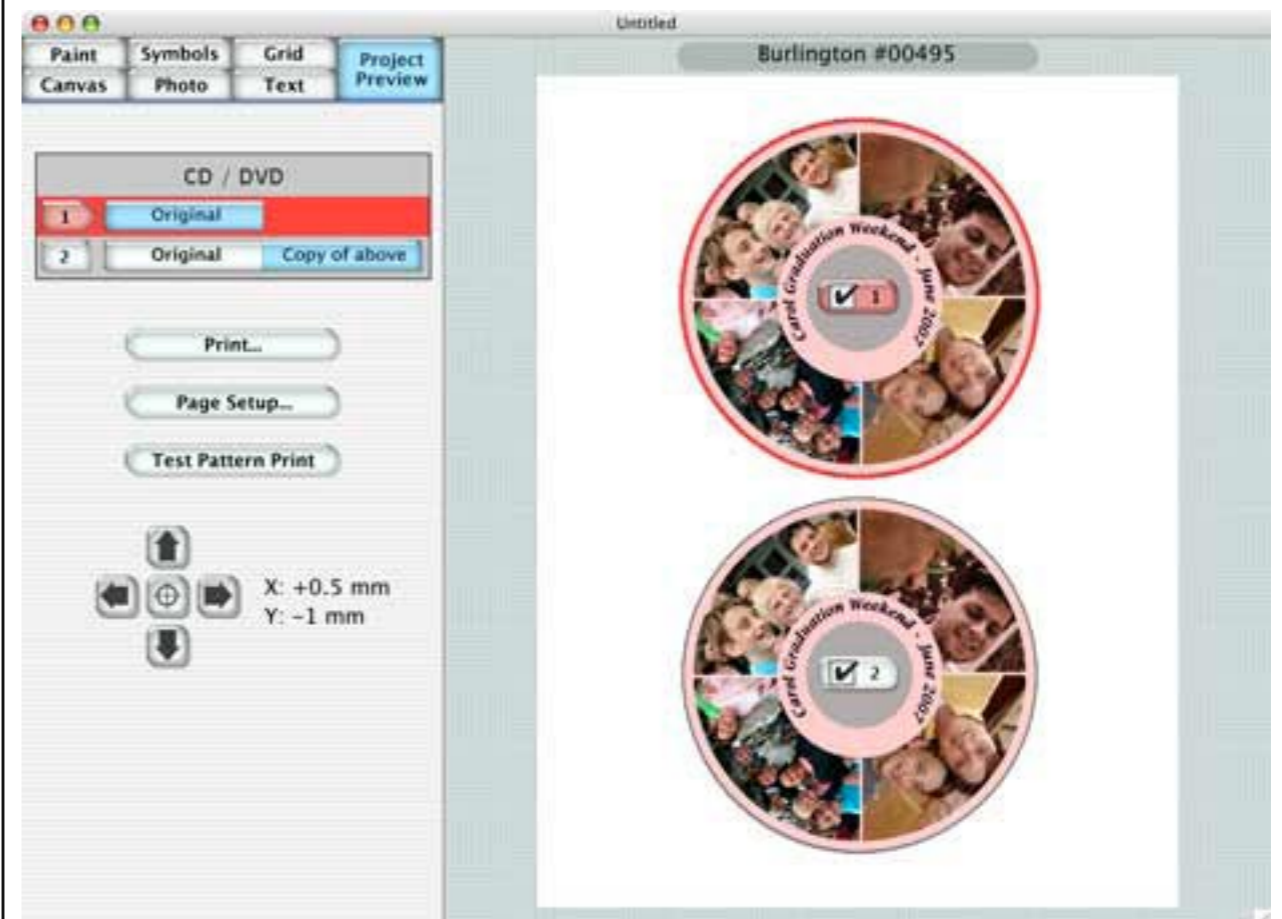 Untitled
Paint Symbols Grid Project Preview
Canvas Photo Text
Burlington #00495
CD / DVD
1 Original
2 Original Copy of above
Print...
Page Setup...
Test Pattern Print
X: +0.5 mm
Y: -1 mm
Carol Graduation Weekend - June 2007
1
Carol Graduation Weekend - June 2007
2